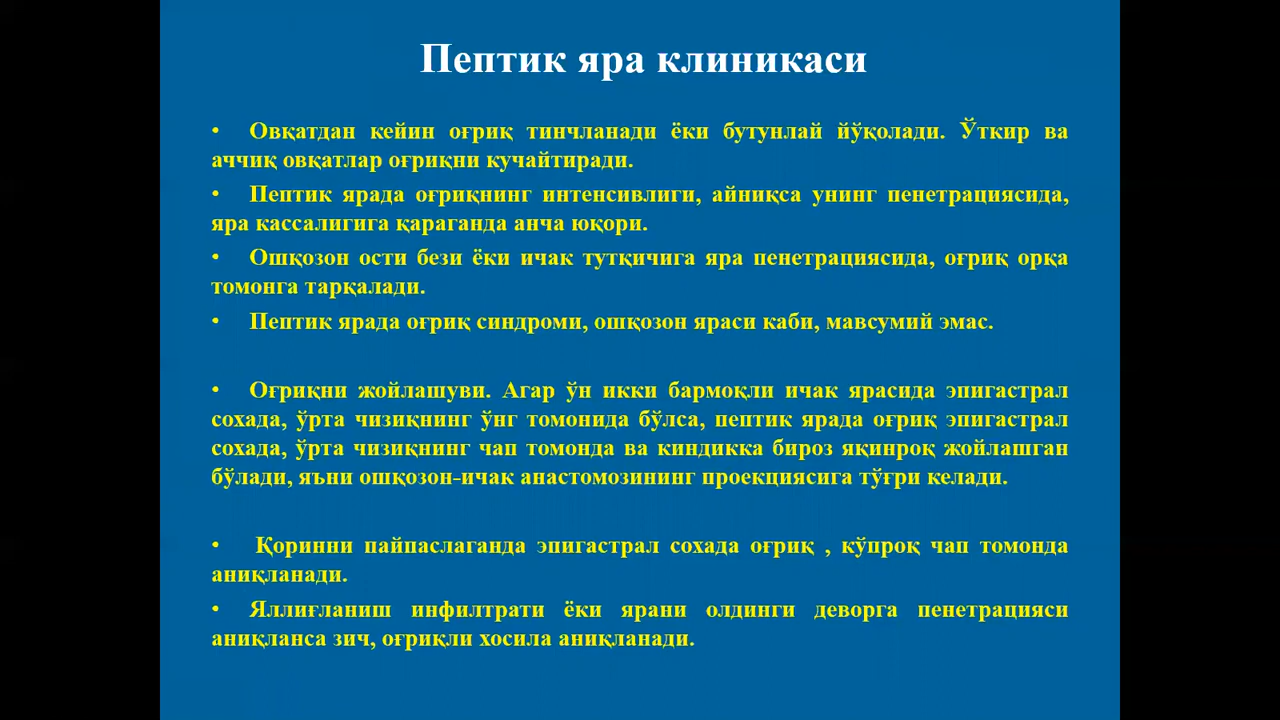 Пептик яра клиникаси
• Овқатдан кейин оғриқ тинчланади ёки бутунлай йўқолади. Ўткир ва
аччиқ овқатлар оғриқни кучайтиради.
• Пептик ярада оғриқнинг интенсивлиги, айниқса унинг пенетрациясида,
яра кассалигига қараганда анча юқори.
• Ошқозон ости бези ёки ичак тутқичига яра пенетрациясида, оғриқ орқа
томонга тарқалади.
• Пептик ярада оғриқ синдроми, ошқозон яраси каби, мавсумий эмас.
• Оғриқни жойлашуви. Агар ўн икки бармоқли ичак ярасида эпигастрал
сохада, ўрта чизиқнинг ўнг томонида бўлса, пептик ярада оғриқ эпигастрал
сохада, ўрта чизиқнинг чап томонда ва киндикка бироз яқинроқ жойлашган
бўлади, яъни ошқозон-ичак анастомозининг проекциясига тўғри келади.
• Қоринни пайпаслаганда эпигастрал сохада оғриқ , кўпроқ чап томонда
аниқланади.
• Яллиғланиш инфилтрати ёки ярани олдинги деворга пенетрацияси
аниқланса зич, оғриқли хосила аниқланади.